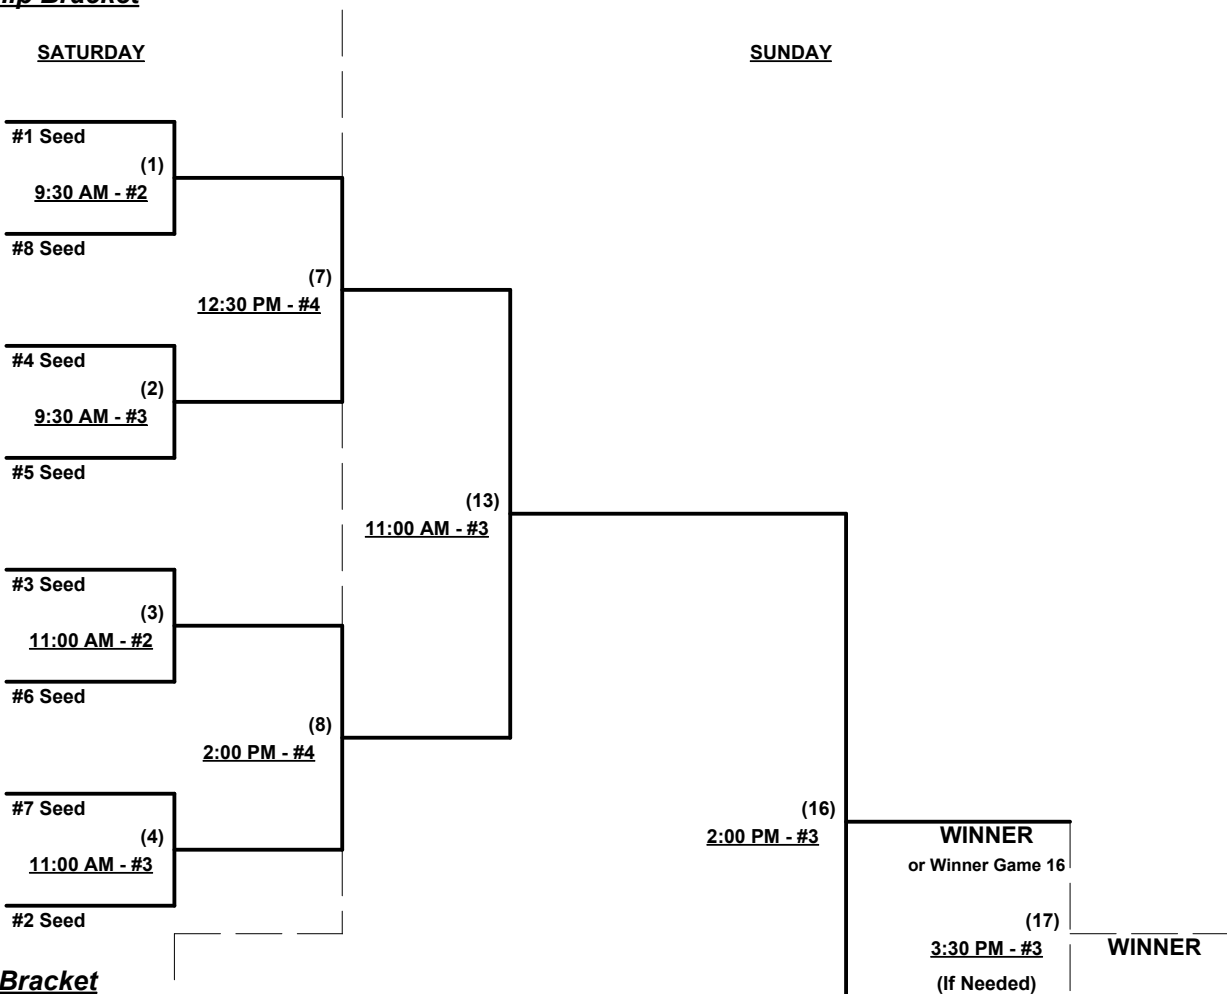 SATURDAY
SUNDAY
#1 Seed
(1)
9:30 AM - #2
#8 Seed
(7)
12:30 PM - #4
#4 Seed
(2)
9:30 AM - #3
#5 Seed
(13)
11:00 AM - #3
#3 Seed
(3)
11:00 AM - #2
#6 Seed
(8)
2:00 PM - #4
#7 Seed
(4)
11:00 AM - #3
#2 Seed
(16)
2:00 PM - #3
WINNER
or Winner Game 16
(17)
3:30 PM - #3
(If Needed)
WINNER
Bracket